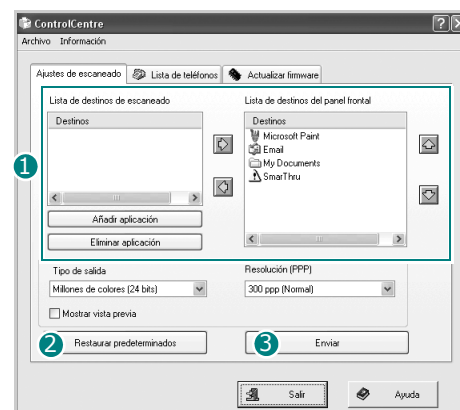 ControlCentre
Archivo Información
Ajustes de escaneado Lista de teléfonos Actualizar firmware
Lista de destinos de escaneado Lista de destinos del panel frontal
Destinos Destinos
Microsoft Paint
Email
My Documents
SmarThru
1
Añadir aplicación
Eliminar aplicación
Tipo de salida Resolución (PPP)
Millones de colores (24 bits) 300 ppp (Normal)
Mostrar vista previa
2 Restaurar predeterminados 3 Enviar
Salir Ayuda